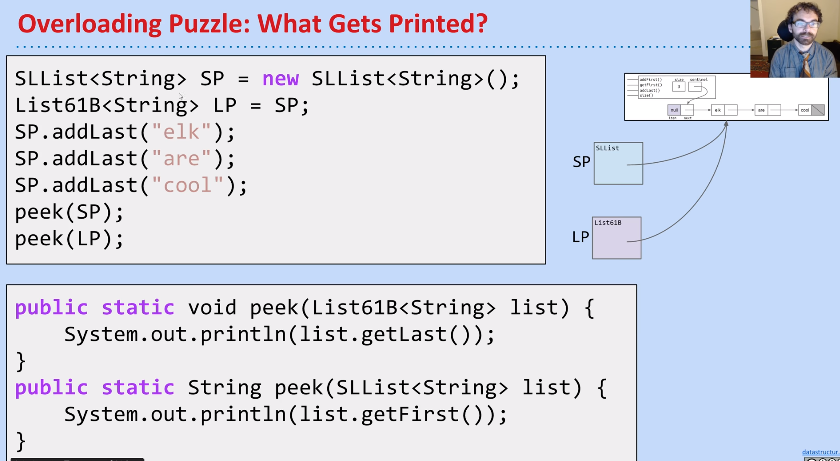 Overloading Puzzle: What Gets Printed?
SLList<String> SP = new SLList<String>();
List61B<String> LP = SP;
SP.addLast("elk");
SP.addLast("are");
SP.addLast("cool");
peek(SP);
peek(LP);
addFirst()
getFirst()
addLast()
size()
size
sentinel
3
null
item
next
elk
are
cool
SP
SLList
LP
List61B
public static void peek(List61B<String> list) {
System.out.println(list.getLast());
}
public static String peek(SLList<String> list) {
System.out.println(list.getFirst());
}
datastructur